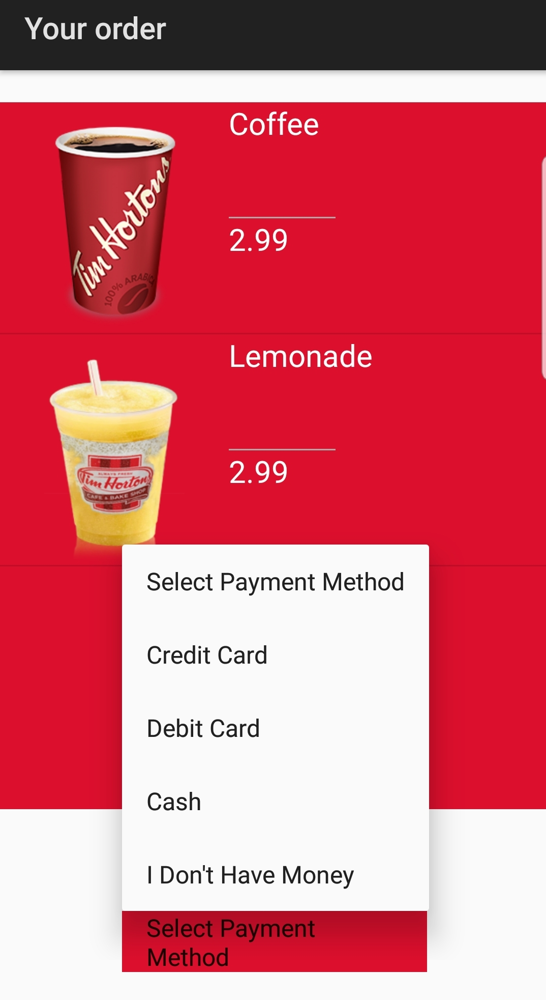 Your order
Coffee
2.99
Tim Hortons
100% ARABICA
Lemonade
2.99
ALWAYS FRESH
Tim Hortons
CAFE & BAKE SHOP
Select Payment Method
Credit Card
Debit Card
Cash
I Don't Have Money
Select Payment
Method